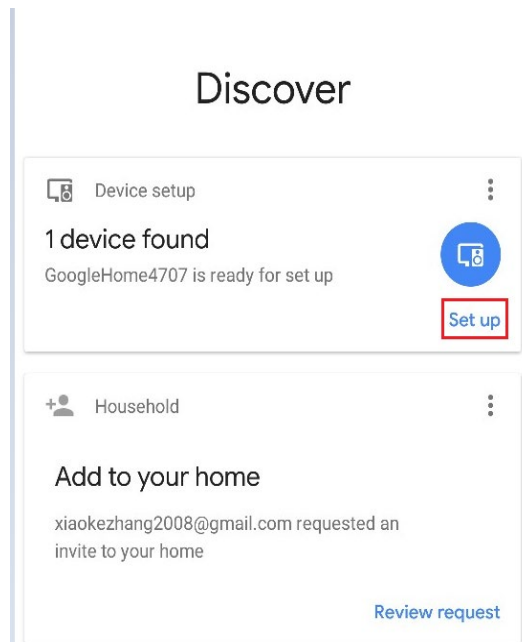 Discover
Device setup
1 device found
GoogleHome4707 is ready for set up
Set up
Household
Add to your home
xiaokezhang2008@gmail.com requested an
invite to your home
Review request